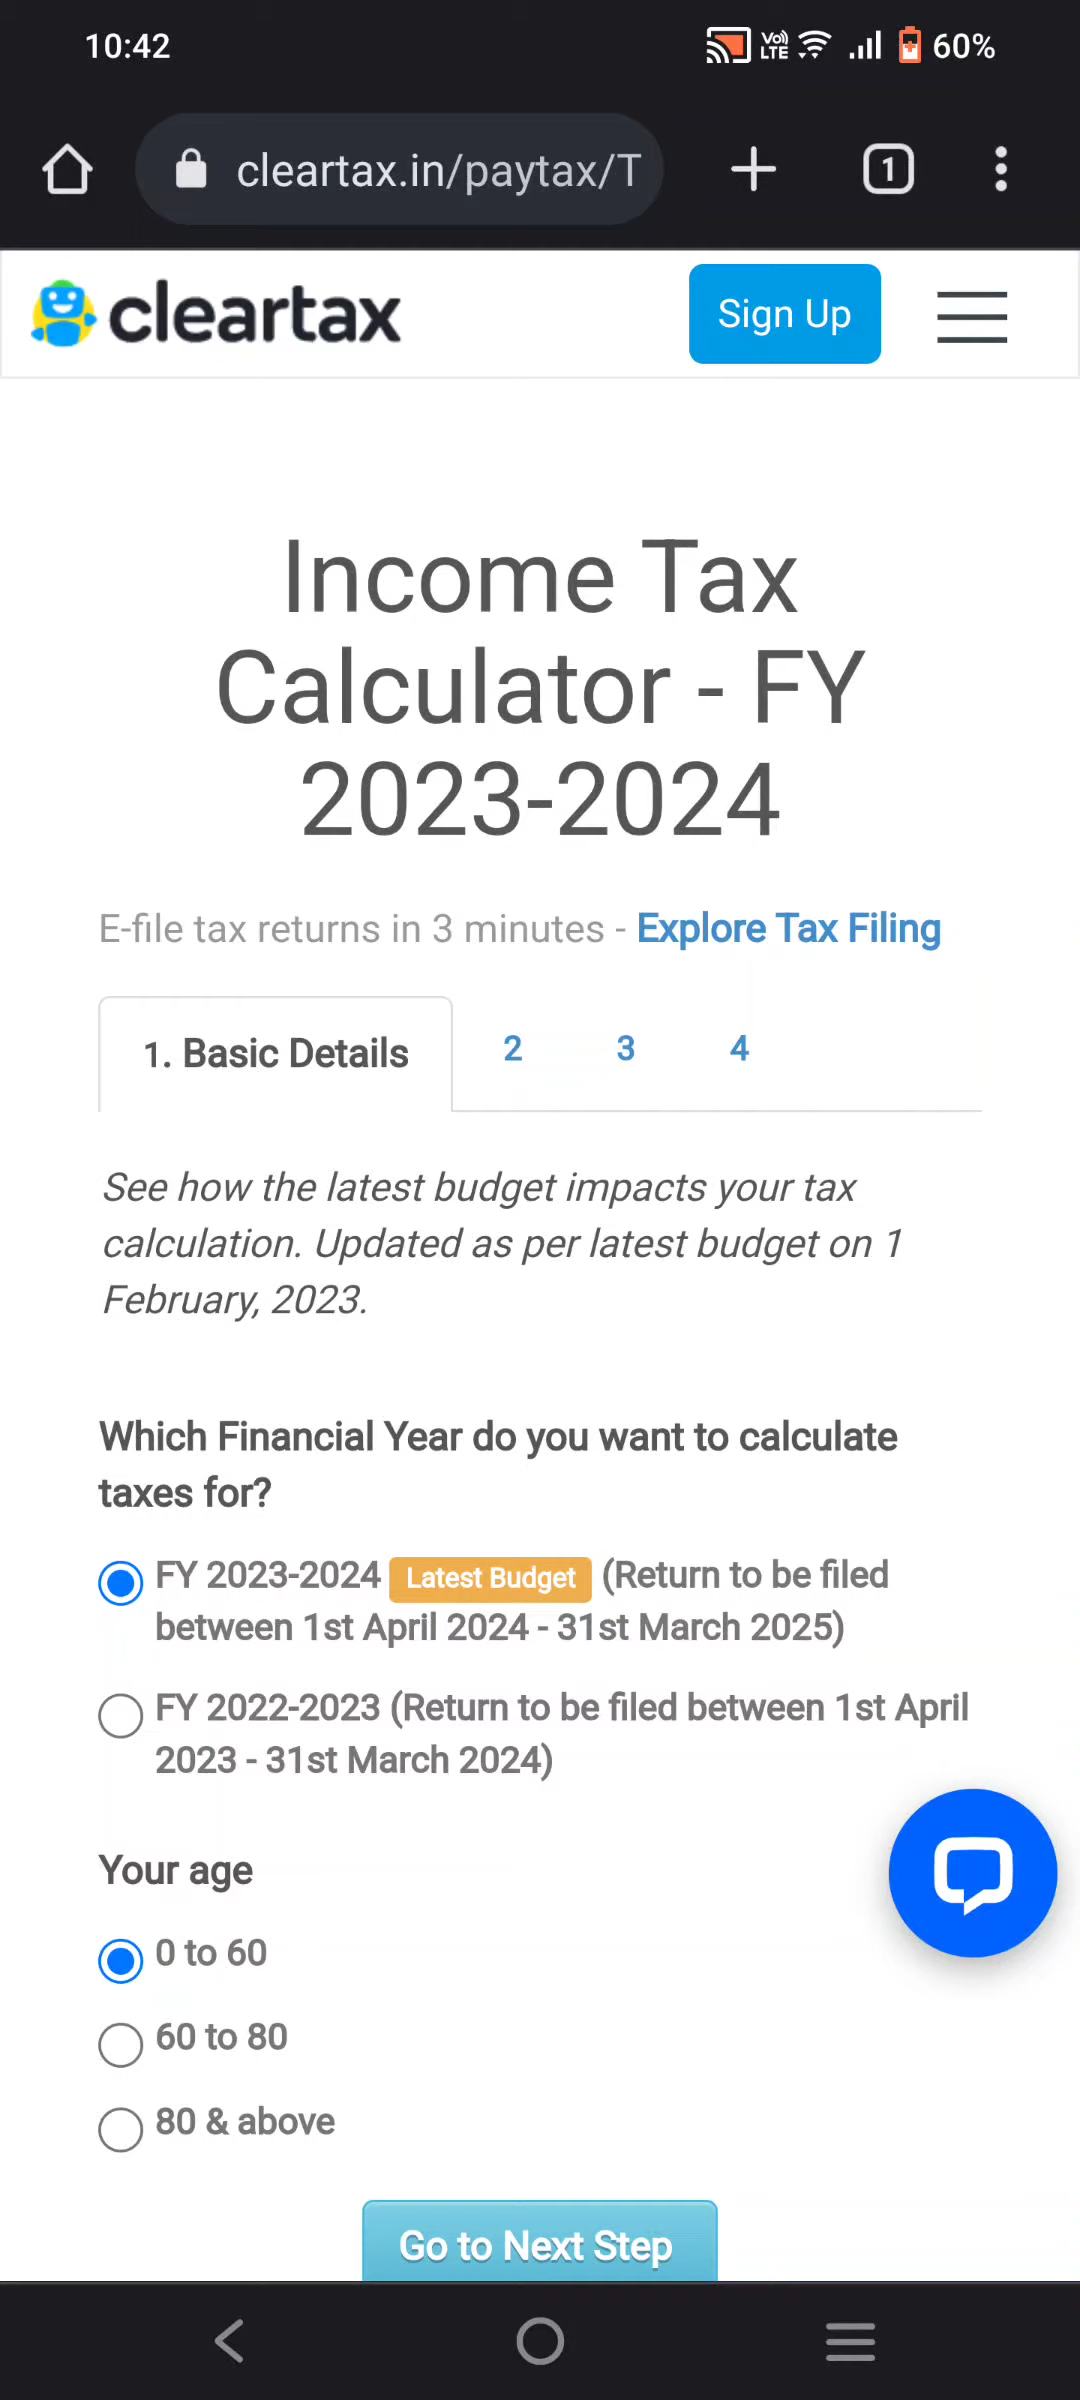 10:42
Vo)) LTE
60%
cleartax.in/paytax/T
1
cleartax
Sign Up
Income Tax
Calculator - FY
2023-2024
E-file tax returns in 3 minutes - Explore Tax Filing
1. Basic Details
2
3
4
See how the latest budget impacts your tax
calculation. Updated as per latest budget on 1
February, 2023.
Which Financial Year do you want to calculate
taxes for?
FY 2023-2024 Latest Budget (Return to be filed
between 1st April 2024 - 31st March 2025)
FY 2022-2023 (Return to be filed between 1st April
2023 - 31st March 2024)
Your age
0 to 60
60 to 80
80 & above
Go to Next Step